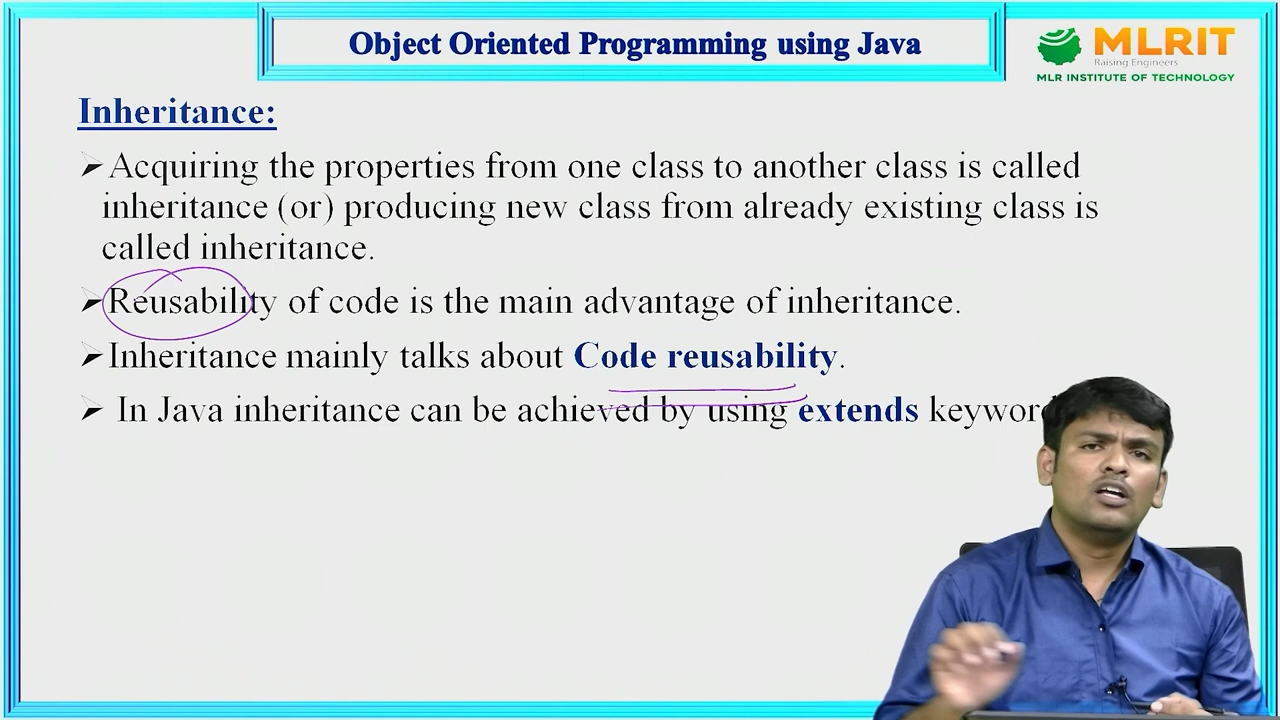 Object Oriented Programming using Java
MLRIT
Raising Engineers
MLR INSTITUTE OF TECHNOLOGY
Inheritance:
➢Acquiring the properties from one class to another class is called
inheritance (or) producing new class from already existing class is
called inheritance.
➢Reusability of code is the main advantage of inheritance.
➢Inheritance mainly talks about Code reusability.
➢ In Java inheritance can be achieved by using extends keyword